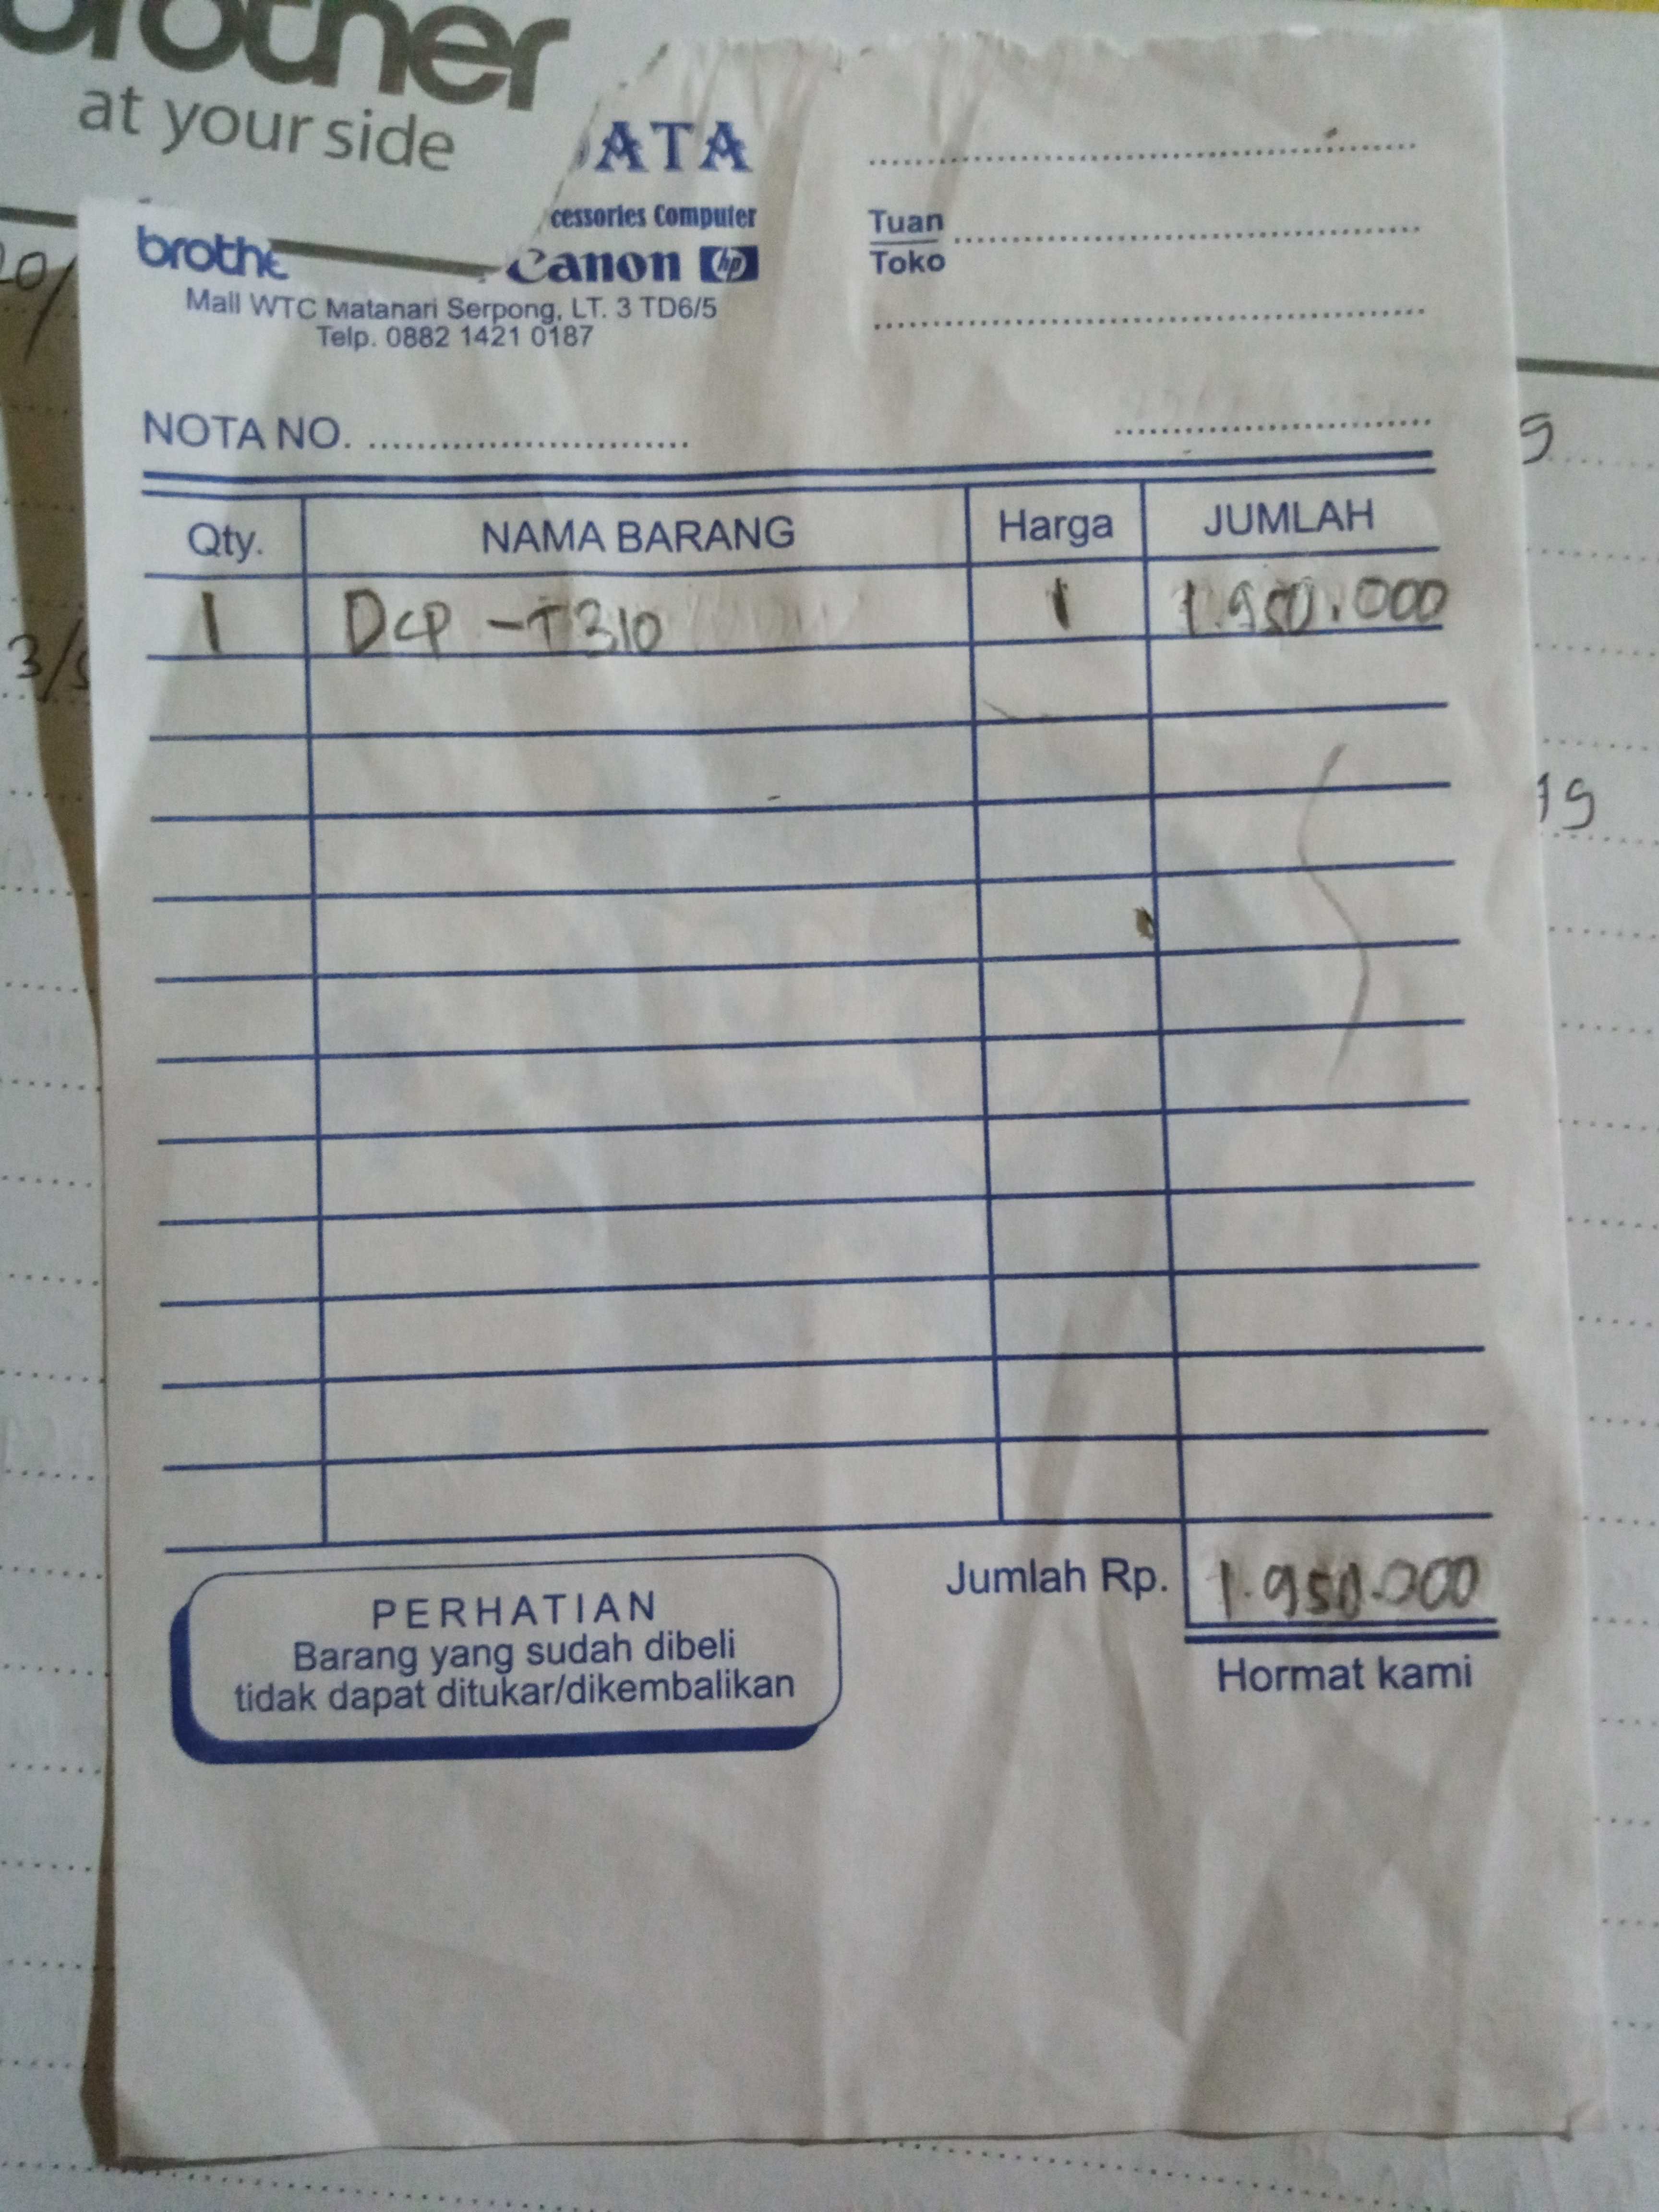 brother
at your side
ATA
cessories Computer
brothe Canon hp
Mall WTC Matanari Serpong, LT. 3 TD6/5
Telp. 0882 1421 0187
Tuan
Toko
NOTA NO.
Qty. NAMA BARANG Harga JUMLAH
1 DCP -T310 1 1.950.000
Jumlah Rp. 1.950.000
PERHATIAN
Barang yang sudah dibeli
tidak dapat ditukar/dikembalikan
Hormat kami